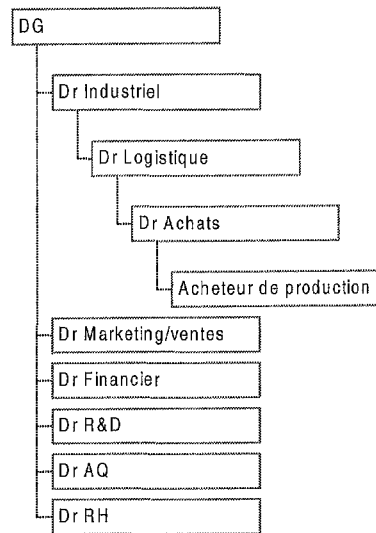 DG
Dr Industriel
Dr Logistique
Dr Achats
Acheteur de production
Dr Marketing/ventes
Dr Financier
Dr R&D
Dr AQ
Dr RH